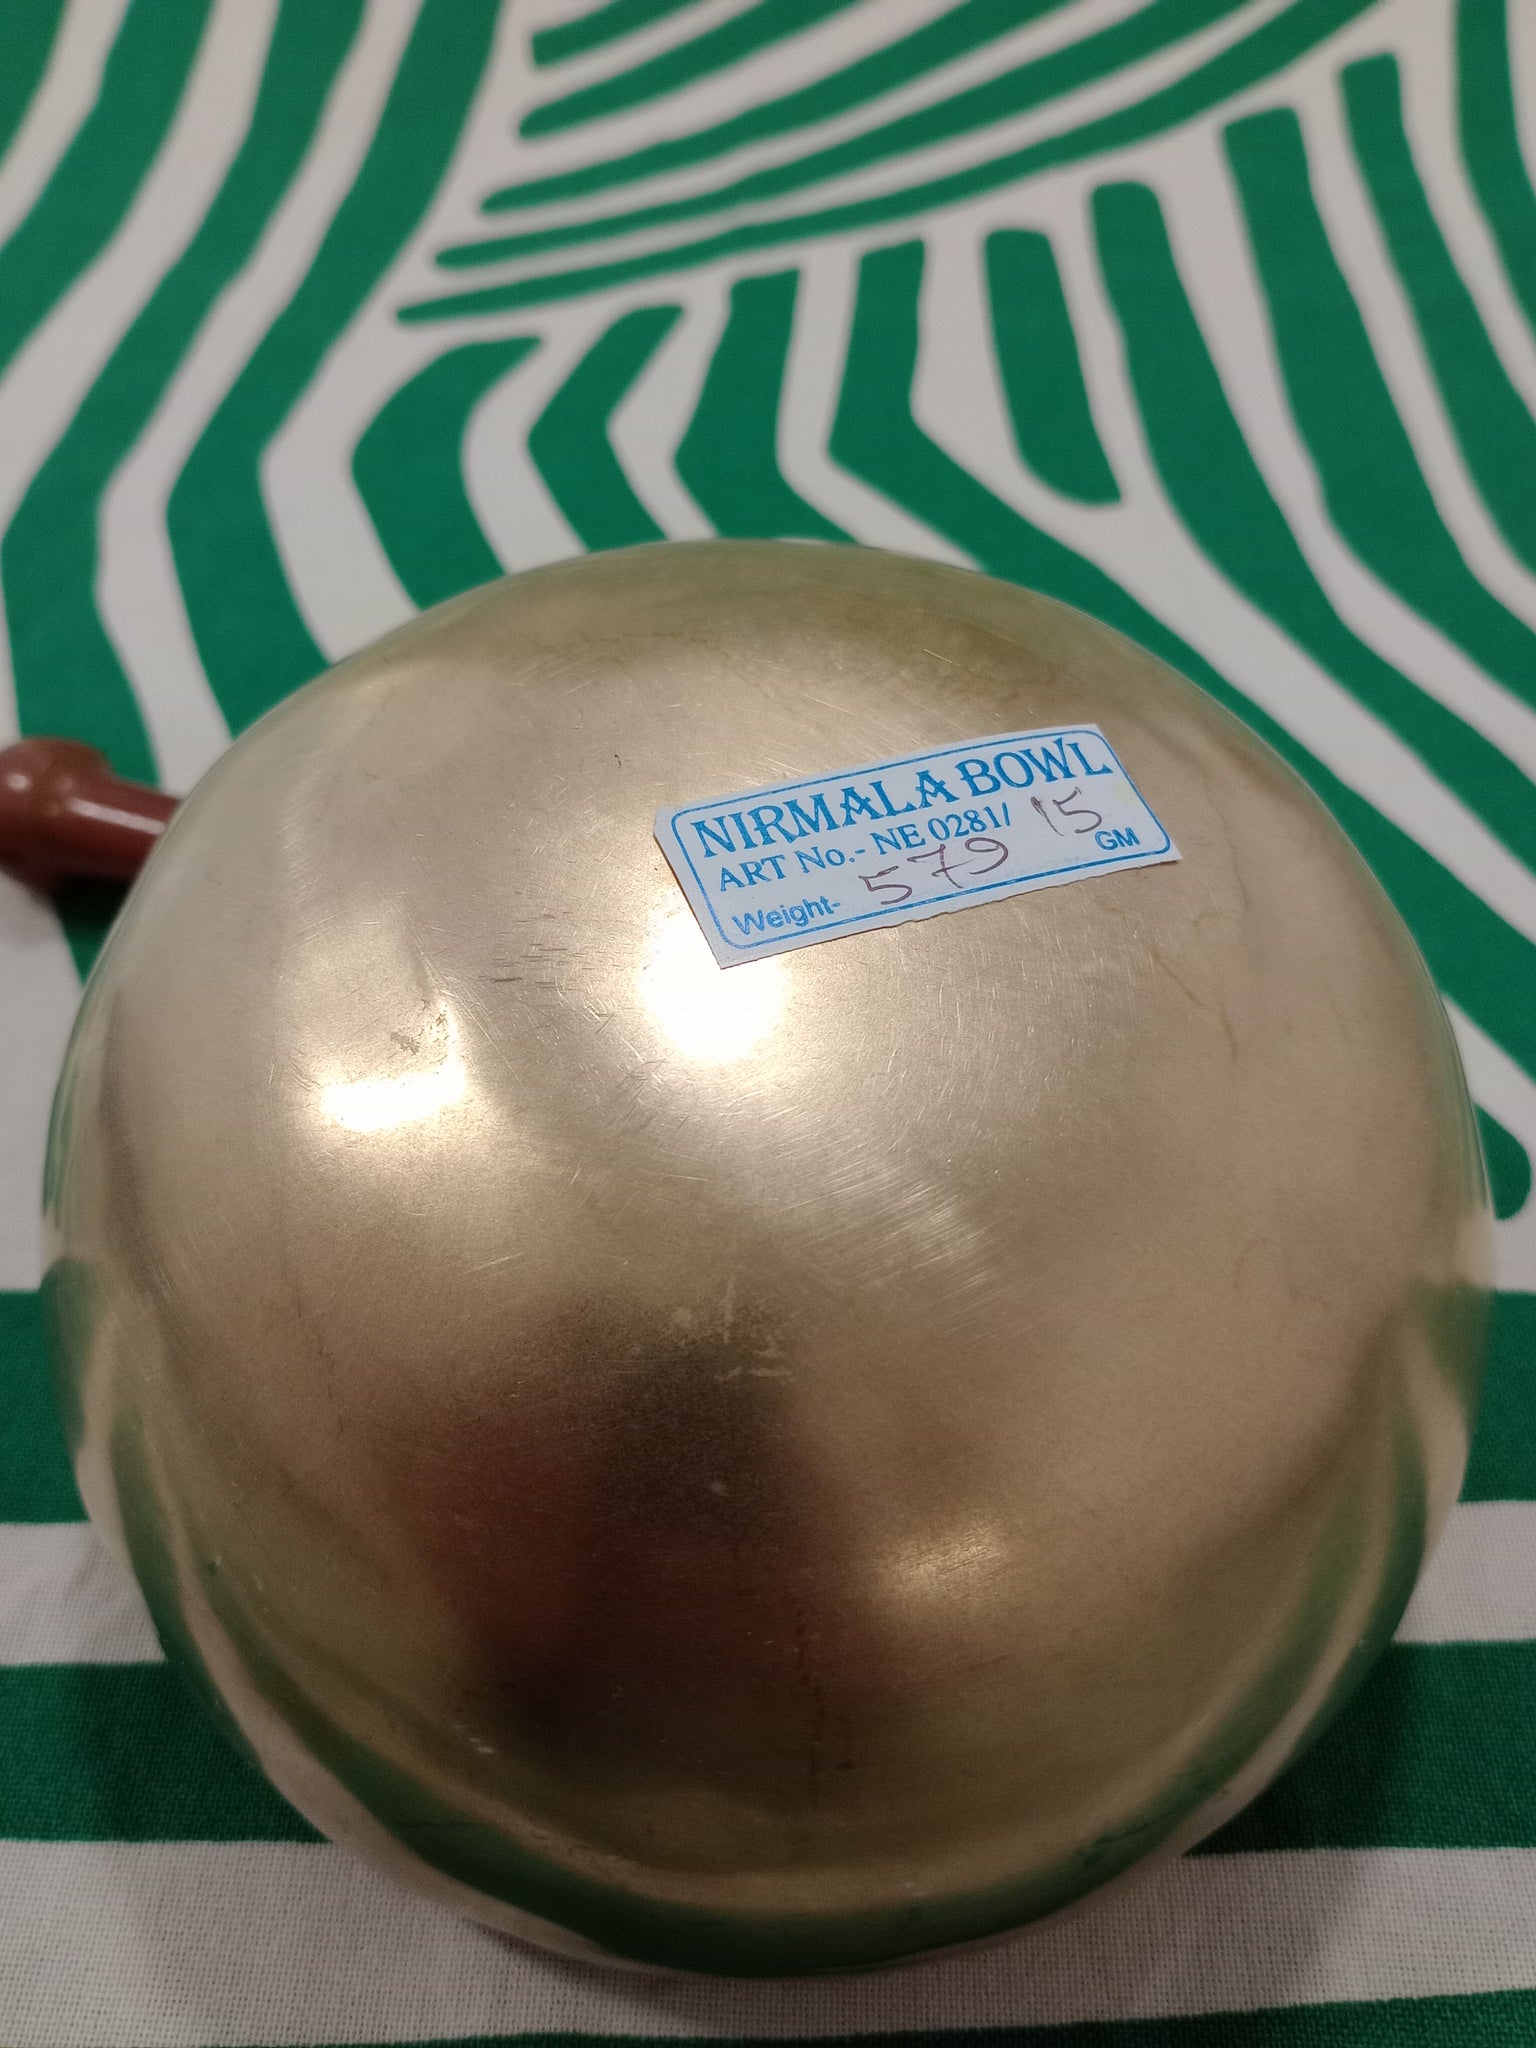 NIRMALA BOWL
ART No.- NE 0281/ 15
Weight- 579 GM